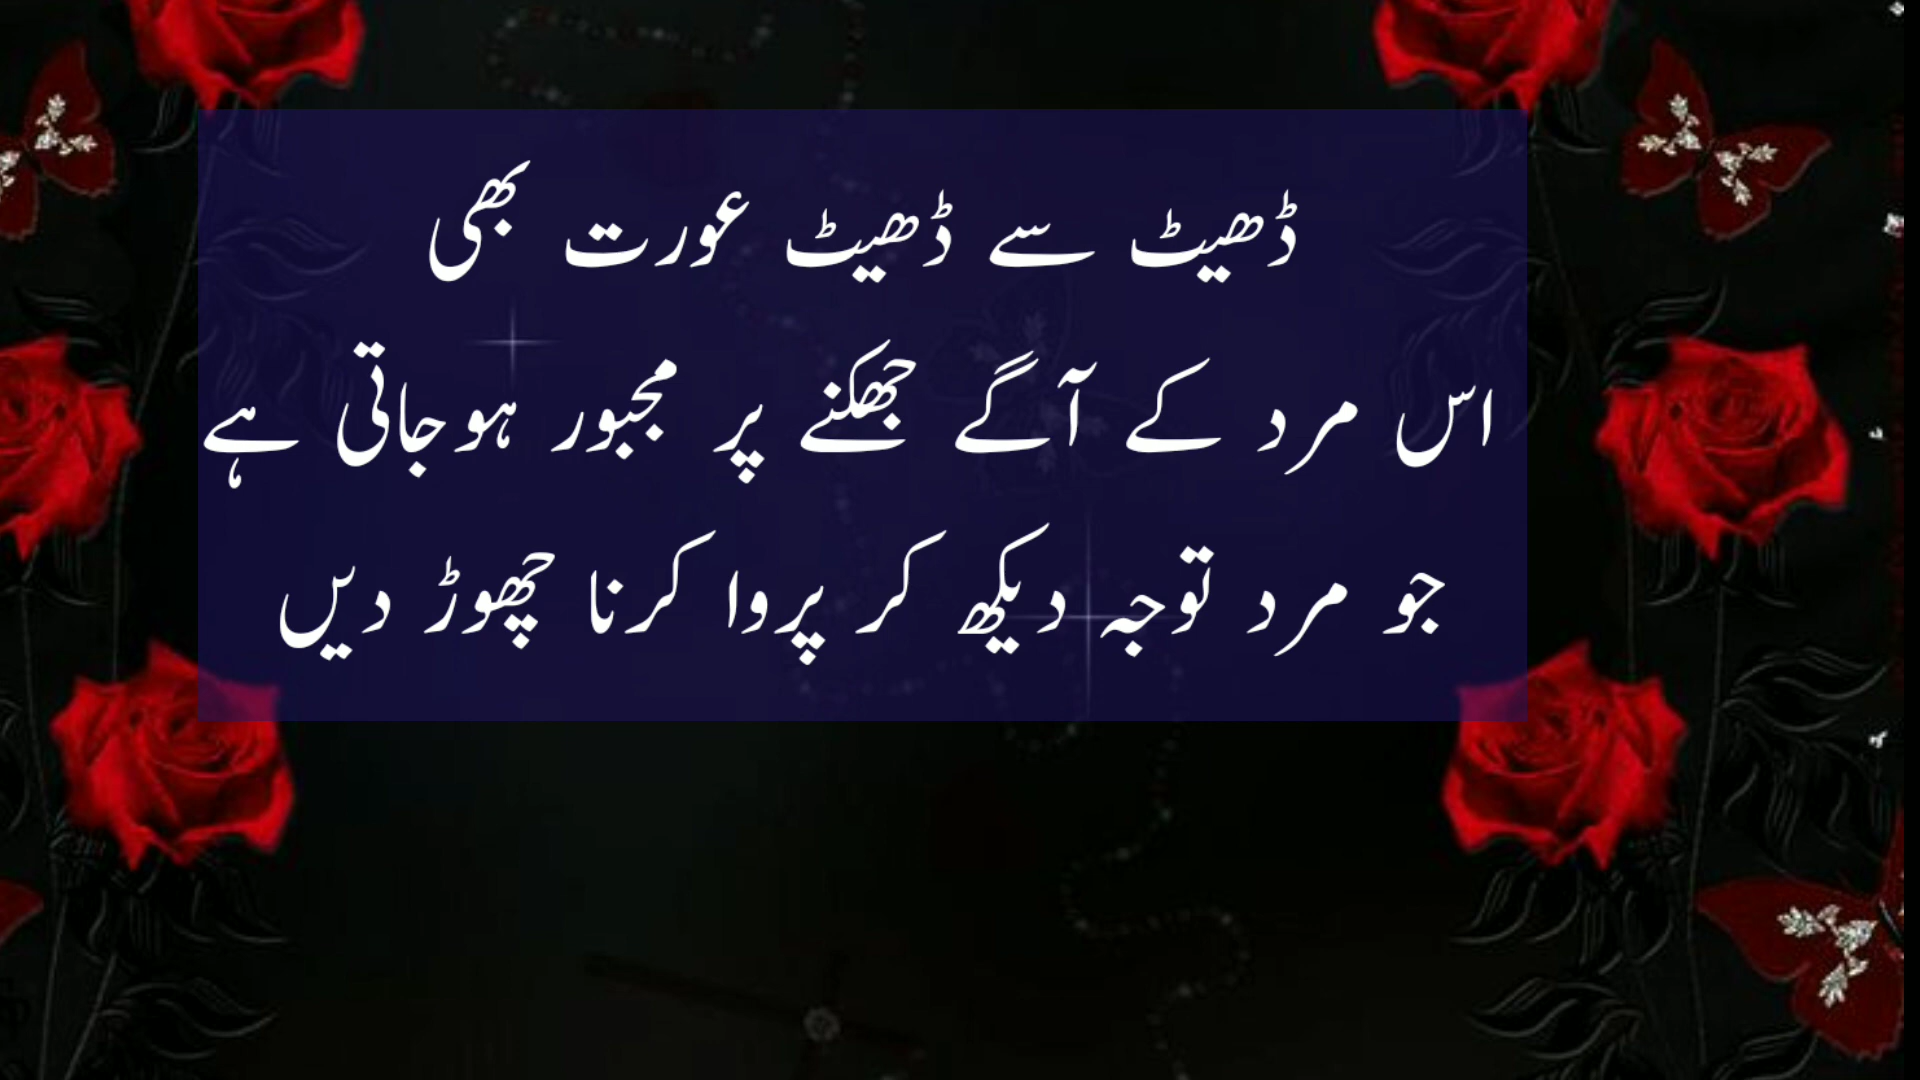 ڈھیٹ سے ڈھیٹ عورت بھی
اس مرد کے آگے جھکنے پر مجبور ہوجاتی ہے
جو مرد توجہ دیکھ کر پروا کرنا چھوڑ دیں